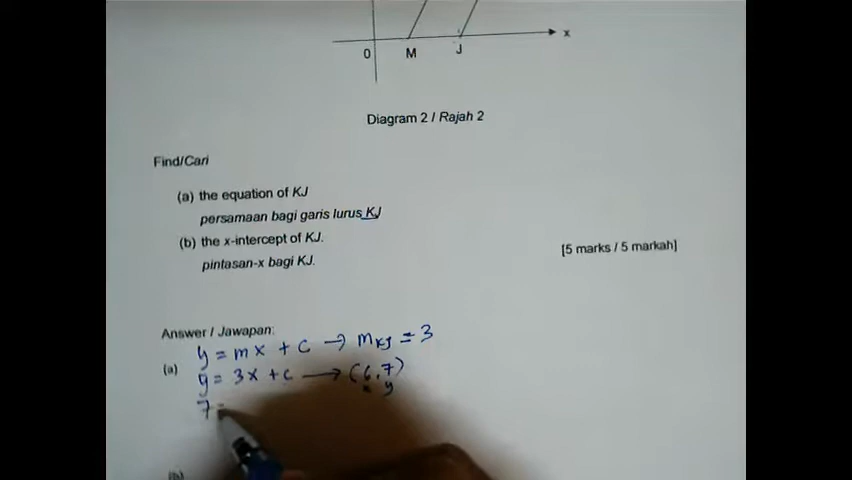 x
0 M J
Diagram 2 / Rajah 2
Find/Cari
(a) the equation of KJ
persamaan bagi garis lurus KJ
(b) the x-intercept of KJ.
pintasan-x bagi KJ.
[5 marks / 5 markah]
Answer / Jawapan:
y = mx + c → mKJ = 3
(a) y = 3x + c → (6, 7)
x y
7 =
(b)